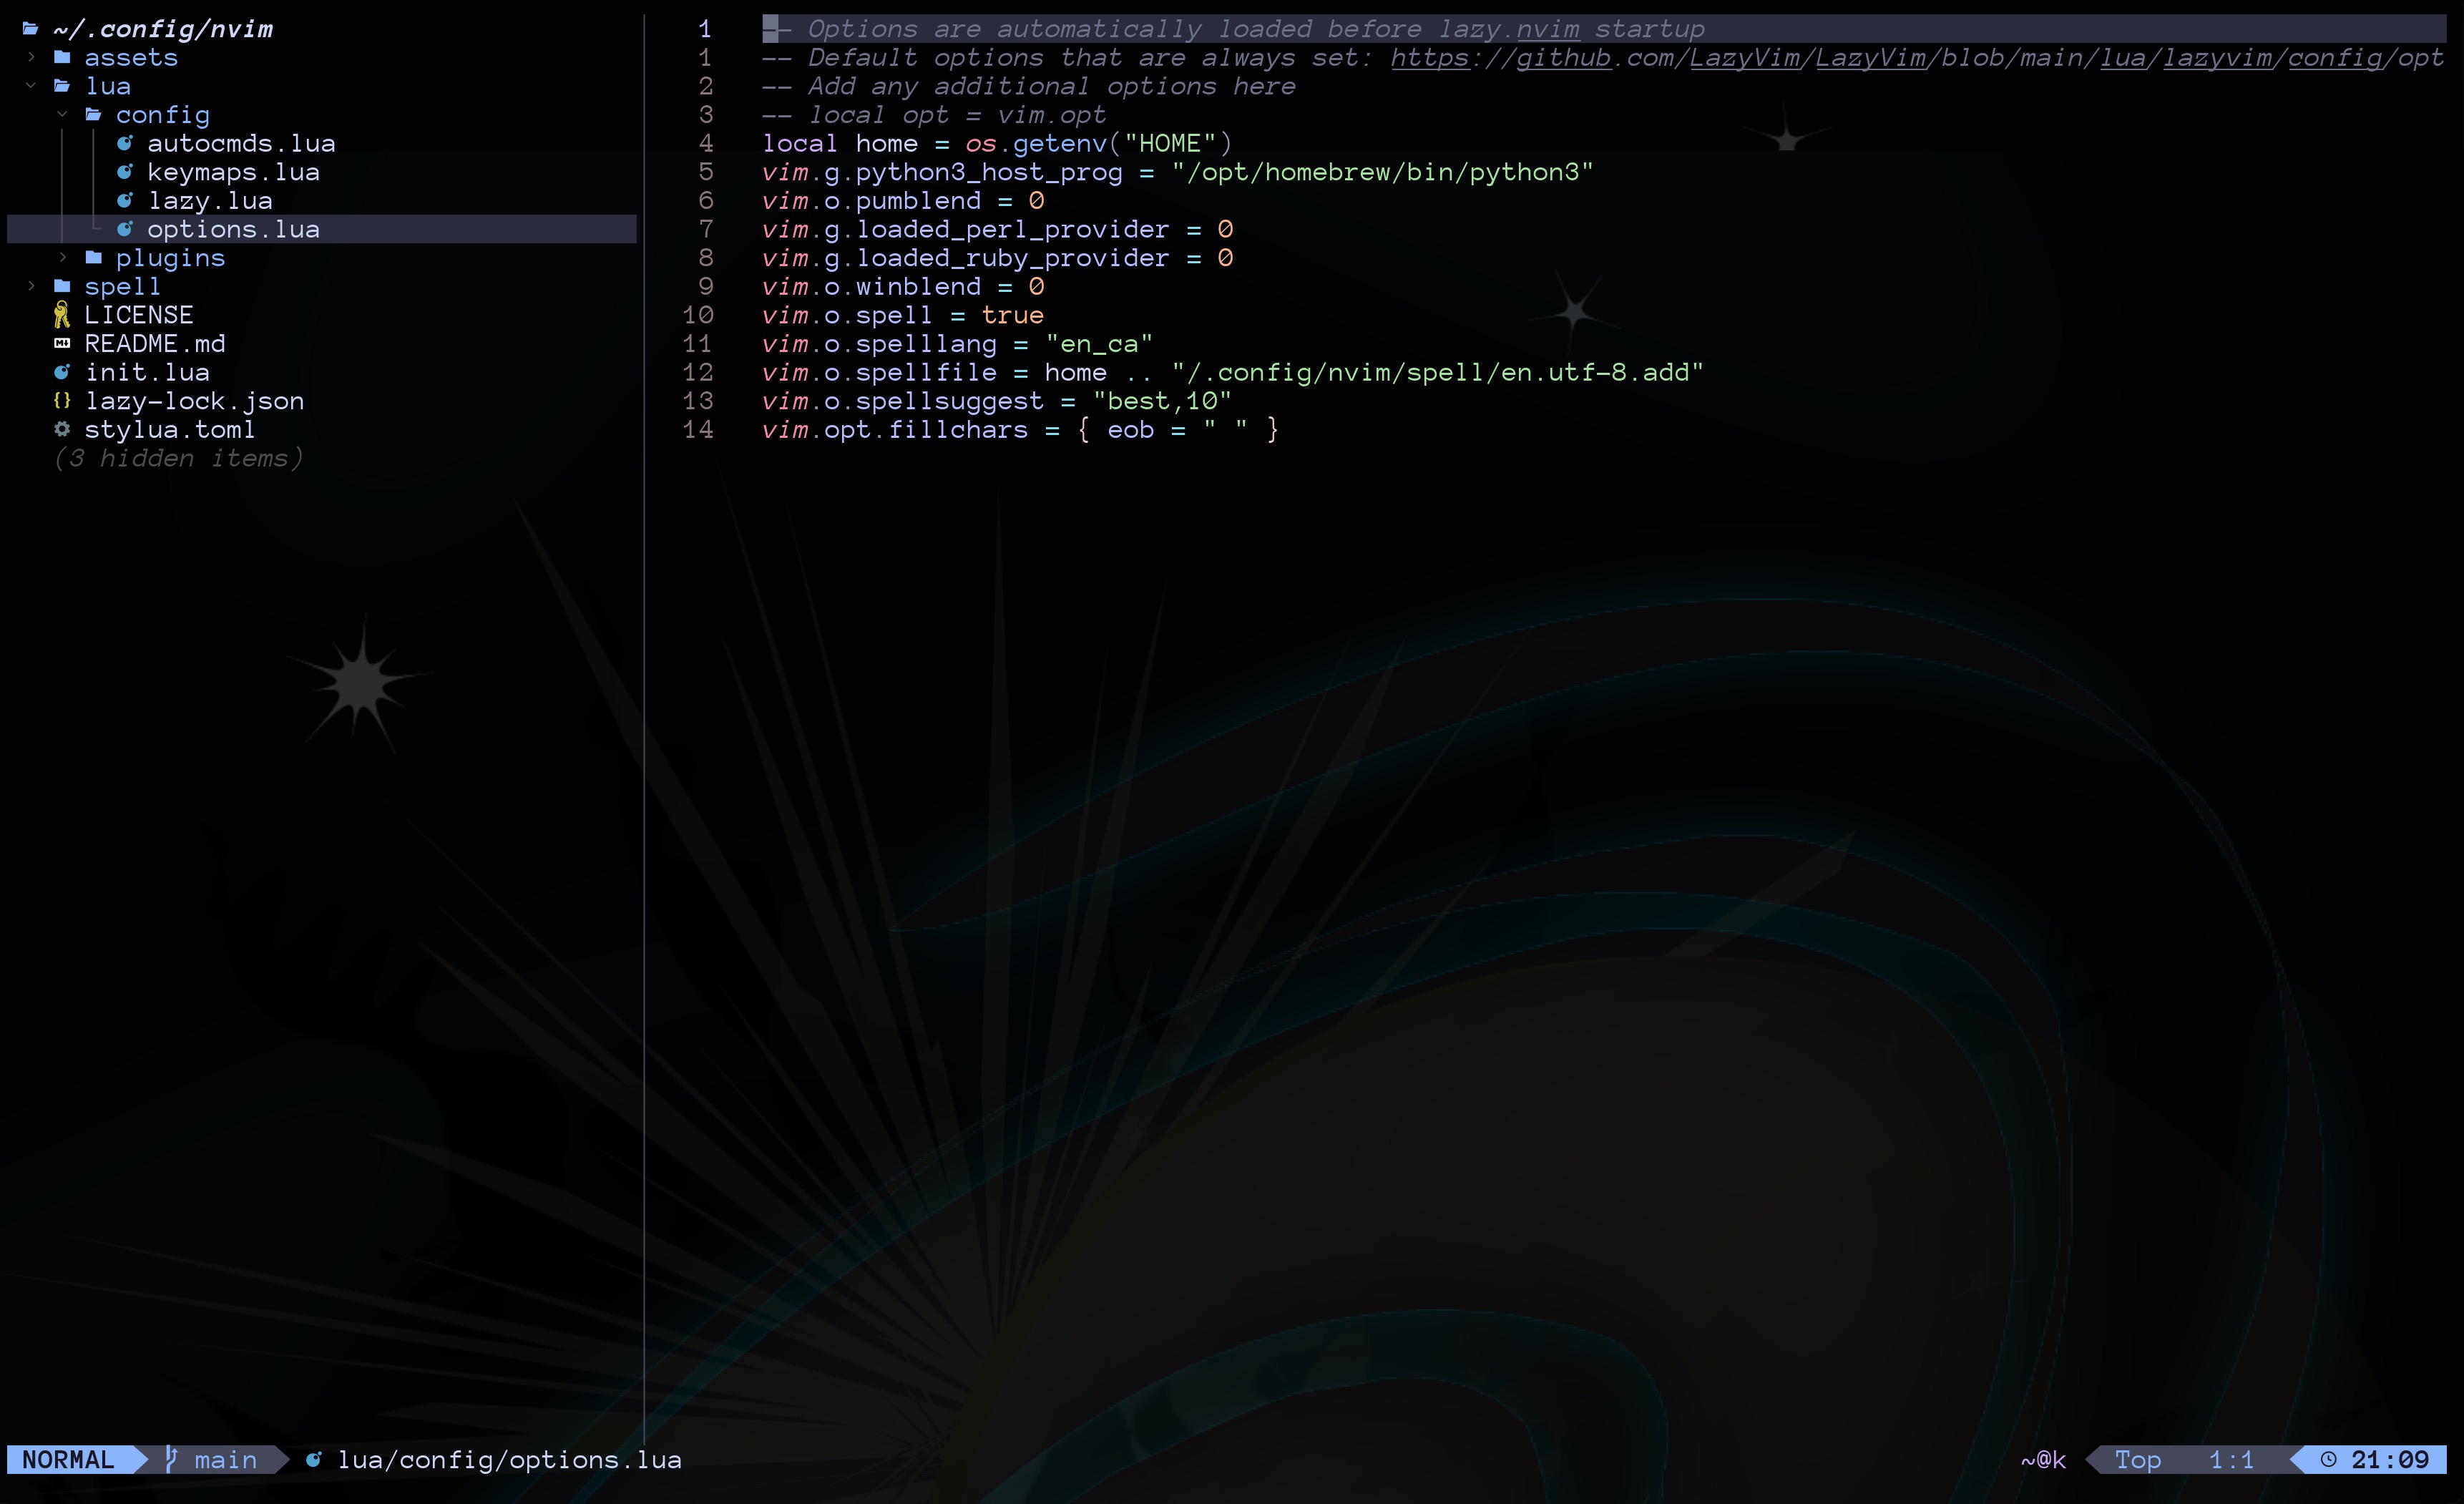 ~/.config/nvim
assets
lua
config
autocmds.lua
keymaps.lua
lazy.lua
options.lua
plugins
spell
LICENSE
README.md
init.lua
{} lazy-lock.json
stylua.toml
(3 hidden items)
1 -- Options are automatically loaded before lazy.nvim startup
1 -- Default options that are always set: https://github.com/LazyVim/LazyVim/blob/main/lua/lazyvim/config/opt
2 -- Add any additional options here
3 -- local opt = vim.opt
4 local home = os.getenv("HOME")
5 vim.g.python3_host_prog = "/opt/homebrew/bin/python3"
6 vim.o.pumblend = 0
7 vim.g.loaded_perl_provider = 0
8 vim.g.loaded_ruby_provider = 0
9 vim.o.winblend = 0
10 vim.o.spell = true
11 vim.o.spelllang = "en_ca"
12 vim.o.spellfile = home .. "/.config/nvim/spell/en.utf-8.add"
13 vim.o.spellsuggest = "best,10"
14 vim.opt.fillchars = { eob = " " }
NORMAL main lua/config/options.lua ~@k Top 1:1 21:09